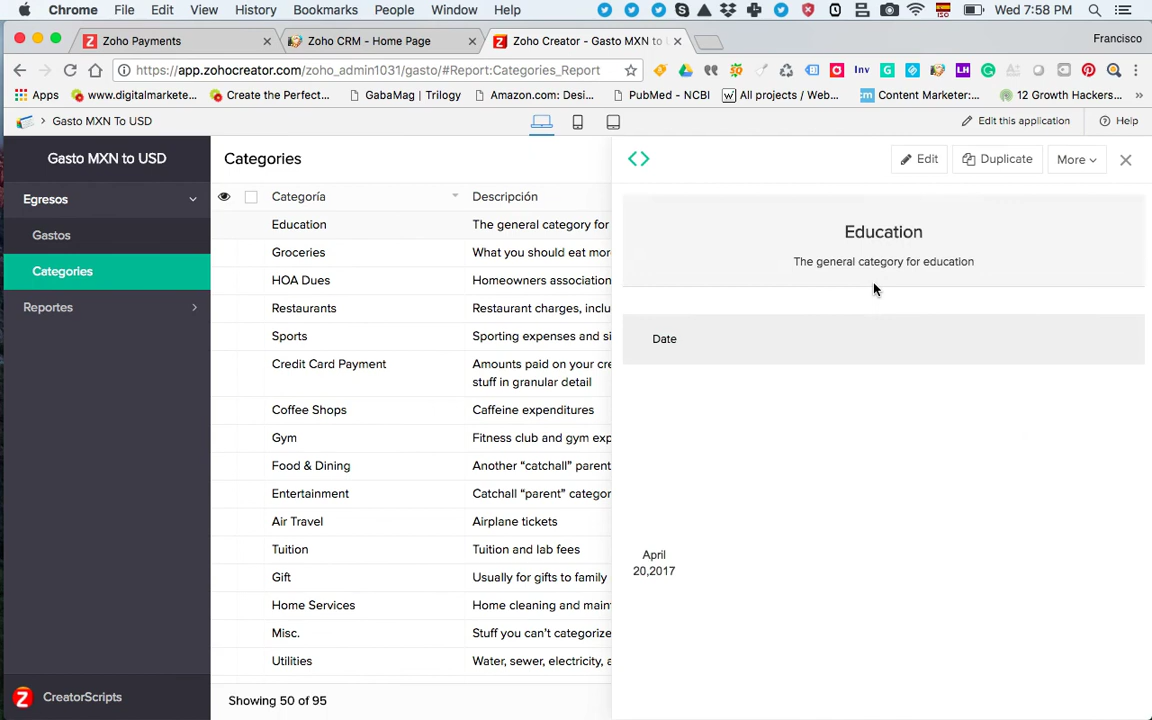 Chrome File Edit View History Bookmarks People Window Help Wed 7:58 PM
Zoho Payments Zoho CRM - Home Page Zoho Creator - Gasto MXN to Francisco
https://app.zohocreator.com/zoho_admin1031/gasto/#Report:Categories_Report Inv LH
Apps www.digitalmarkete... Create the Perfect... GabaMag | Trilogy Amazon.com: Desi... PubMed - NCBI All projects / Web... Content Marketer:... 12 Growth Hackers... »
Gasto MXN To USD Edit this application Help
Gasto MXN to USD
Egresos
Gastos
Categories
Reportes
CreatorScripts
Categories
Categoría Descripción
Education The general category for
Groceries What you should eat mor
HOA Dues Homeowners association
Restaurants Restaurant charges, inclu
Sports Sporting expenses and si
Credit Card Payment Amounts paid on your cre
stuff in granular detail
Coffee Shops Caffeine expenditures
Gym Fitness club and gym exp
Food & Dining Another “catchall” parent
Entertainment Catchall “parent” categor
Air Travel Airplane tickets
Tuition Tuition and lab fees
Gift Usually for gifts to family
Home Services Home cleaning and main
Misc. Stuff you can’t categorize
Utilities Water, sewer, electricity, a
Showing 50 of 95
Edit Duplicate More
Education
The general category for education
Date
April
20,2017